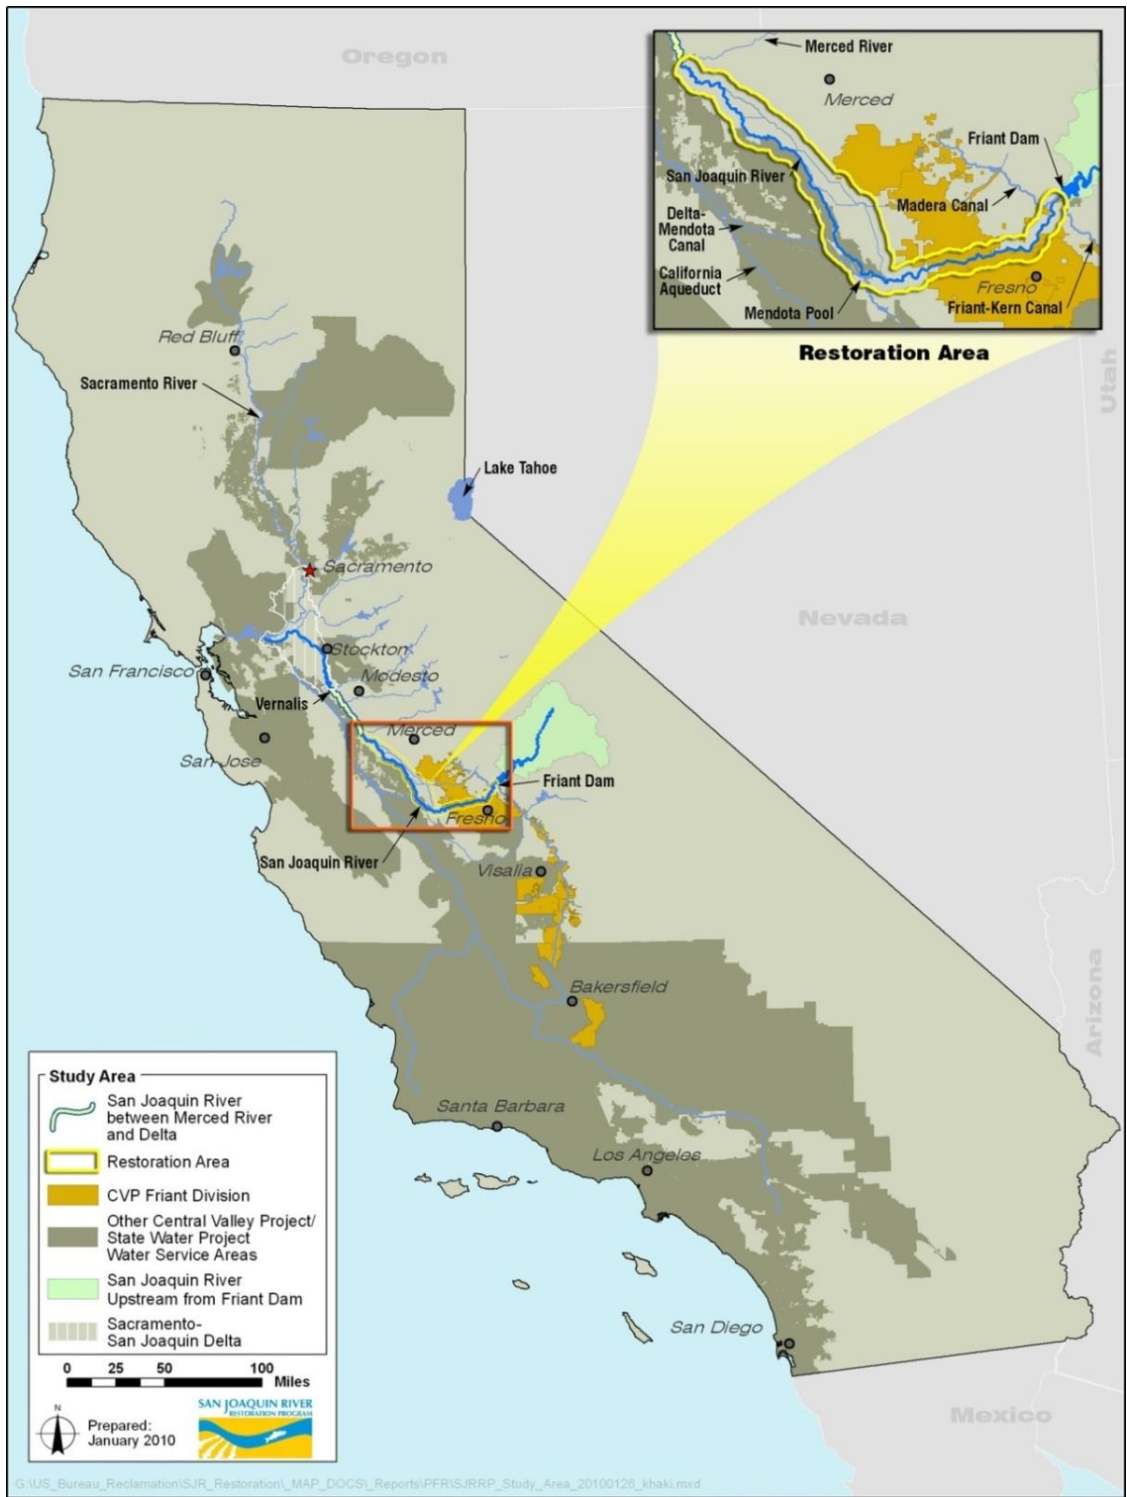 Oregon
Merced River
Merced
Friant Dam
San Joaquin River
Madera Canal
Delta-
Mendota
Canal
California
Aqueduct
Fresno
Mendota Pool
Friant-Kern Canal
Restoration Area
Utah
Red Bluff
Sacramento River
Lake Tahoe
Sacramento
Nevada
Stockton
San Francisco
Modesto
Vernalis
Merced
San Jose
Friant Dam
Fresno
San Joaquin River
Visalia
Arizona
Bakersfield
Santa Barbara
Los Angeles
San Diego
Mexico
Study Area
San Joaquin River
between Merced River
and Delta
Restoration Area
CVP Friant Division
Other Central Valley Project/
State Water Project
Water Service Areas
San Joaquin River
Upstream from Friant Dam
Sacramento-
San Joaquin Delta
0 25 50 100
Miles
N
Prepared:
January 2010
SAN JOAQUIN RIVER
RESTORATION PROGRAM
G:\US_Bureau_Reclamation\SJR_Restoration\_MAP_DOCS\_Reports\PFR\SJRRP_Study_Area_20100126_khaki.mxd